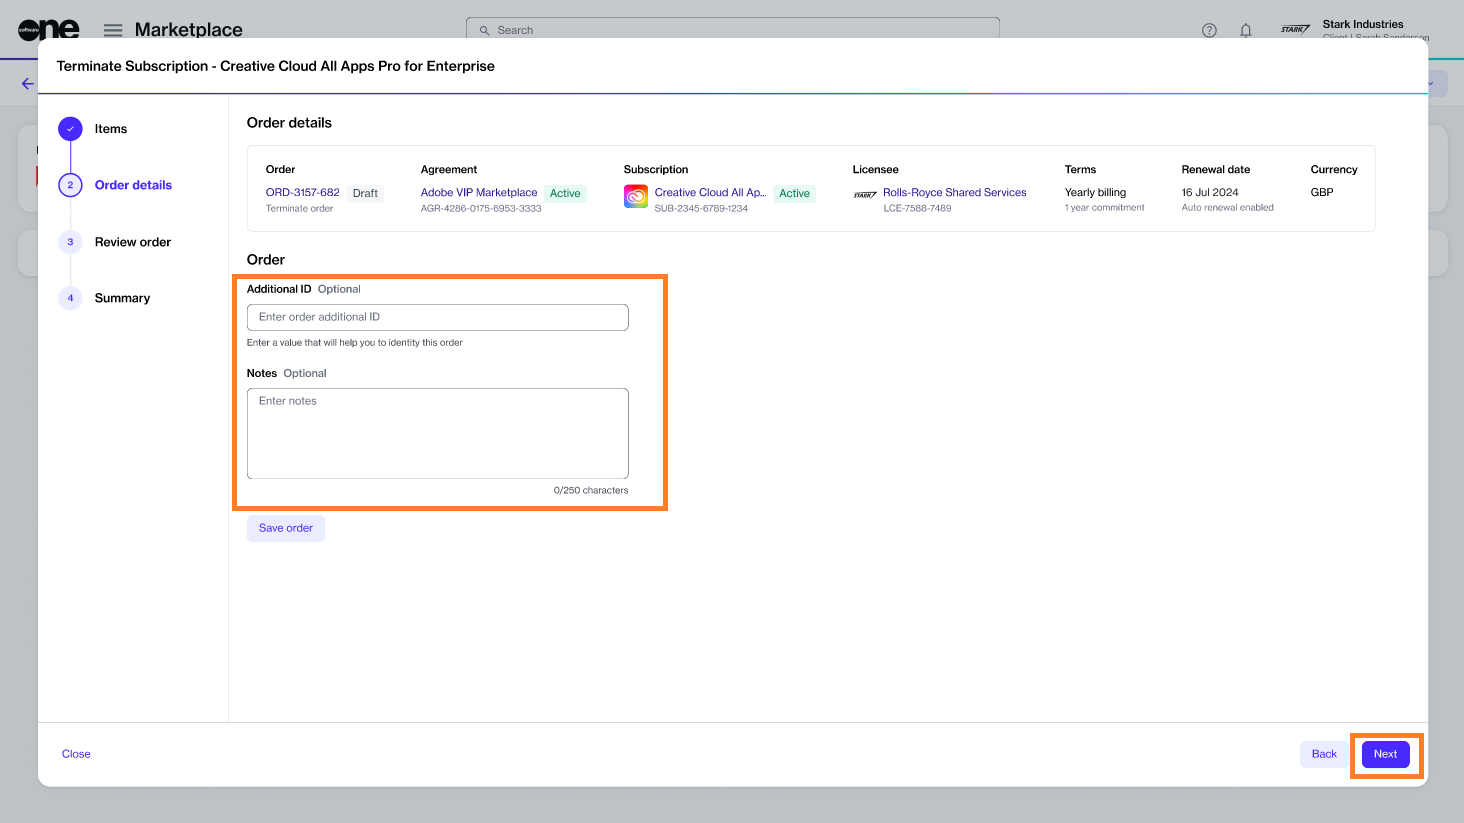 softwareone
Marketplace
Search
STARK
Stark Industries
Client | Sarah Sanderson
Terminate Subscription - Creative Cloud All Apps Pro for Enterprise
Items
2 Order details
3 Review order
4 Summary
Order details
Order Agreement Subscription Licensee Terms Renewal date Currency
ORD-3157-682 Draft Adobe VIP Marketplace Active Creative Cloud All Ap... Active STARK Rolls-Royce Shared Services Yearly billing 16 Jul 2024 GBP
Terminate order AGR-4286-0175-6953-3333 SUB-2345-6789-1234 LCE-7588-7489 1 year commitment Auto renewal enabled
Order
Additional ID Optional
Enter order additional ID
Enter a value that will help you to identity this order
Notes Optional
Enter notes
0/250 characters
Save order
Close Back Next